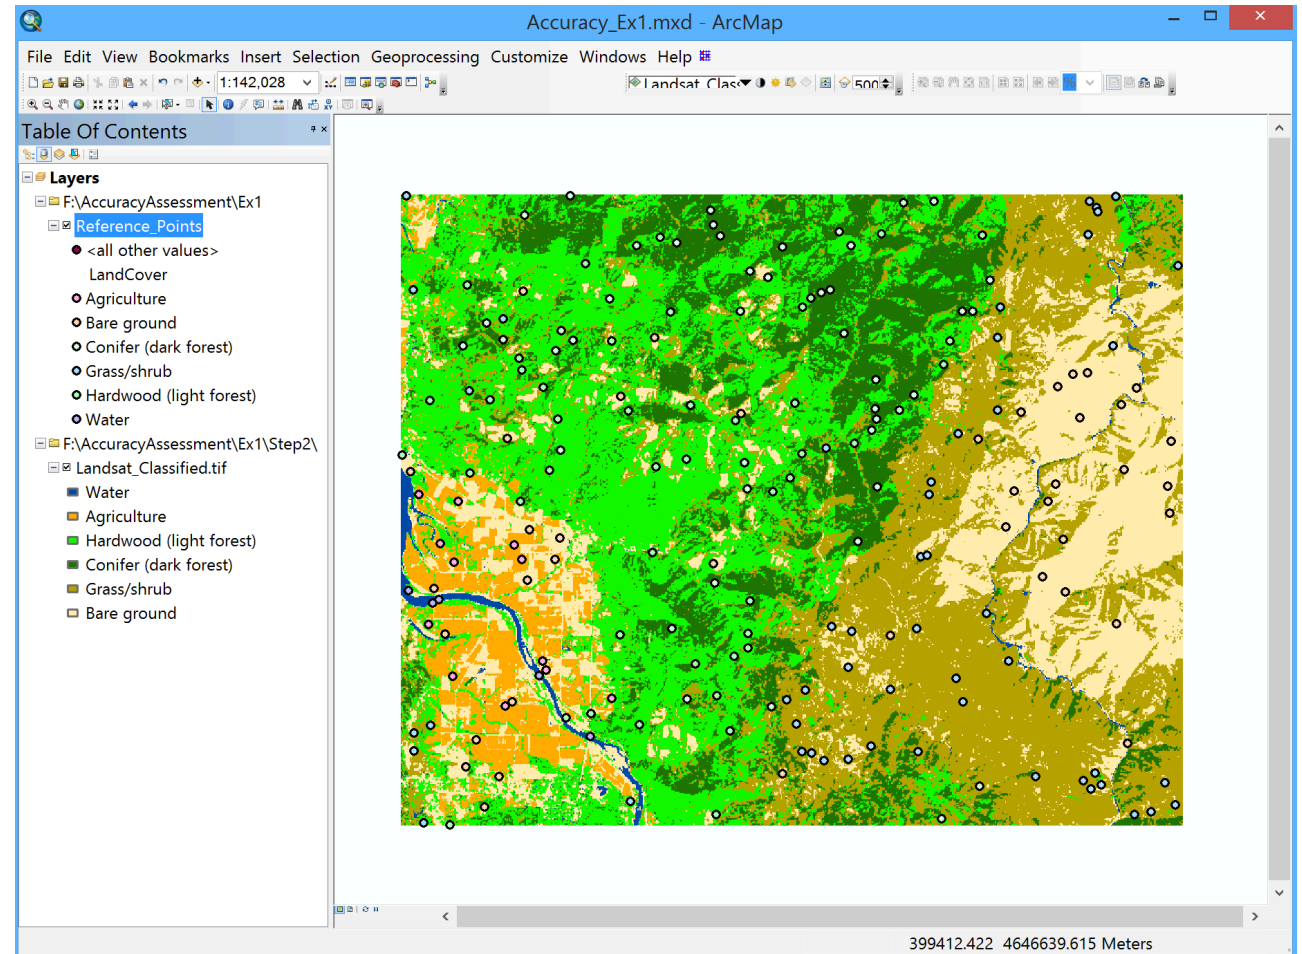 Accuracy_Ex1.mxd - ArcMap
File Edit View Bookmarks Insert Selection Geoprocessing Customize Windows Help
1:142,028
Landsat_Class
500
Table Of Contents
Layers
F:\AccuracyAssessment\Ex1
Reference_Points
<all other values>
LandCover
Agriculture
Bare ground
Conifer (dark forest)
Grass/shrub
Hardwood (light forest)
Water
F:\AccuracyAssessment\Ex1\Step2\
Landsat_Classified.tif
Water
Agriculture
Hardwood (light forest)
Conifer (dark forest)
Grass/shrub
Bare ground
399412.422 4646639.615 Meters